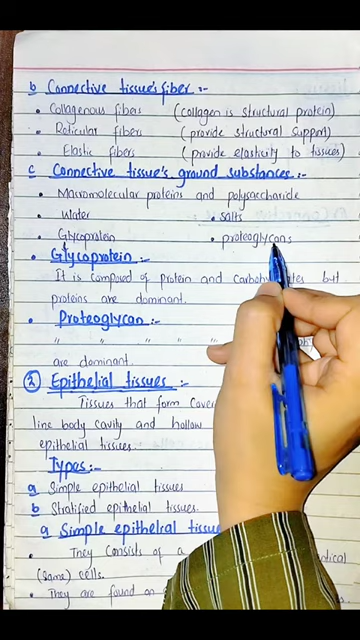 b Connective tissue's fiber :-
• Collagenous fibers (collagen is structural protein)
• Reticular fibers (provide structural support)
• Elastic fibers (provide elasticity to tissues)
c Connective tissue's ground substances:-
• Macromolecular proteins and polysaccharide
• Water • salts
• Glycoprotein • proteoglycans
• Glycoprotein :-
It is composed of protein and Carbohydrates but
proteins are dominant.
• Proteoglycan :-
" " " "
are dominant.
② Epithelial tissues :-
Tissues that form
line body cavity and hollow
epithelial tissues.
Types :-
a Simple epithelial tissues
b Stratified epithelial tissues.
a Simple epithelial
• They consists of a
(same) cells.
• They are found